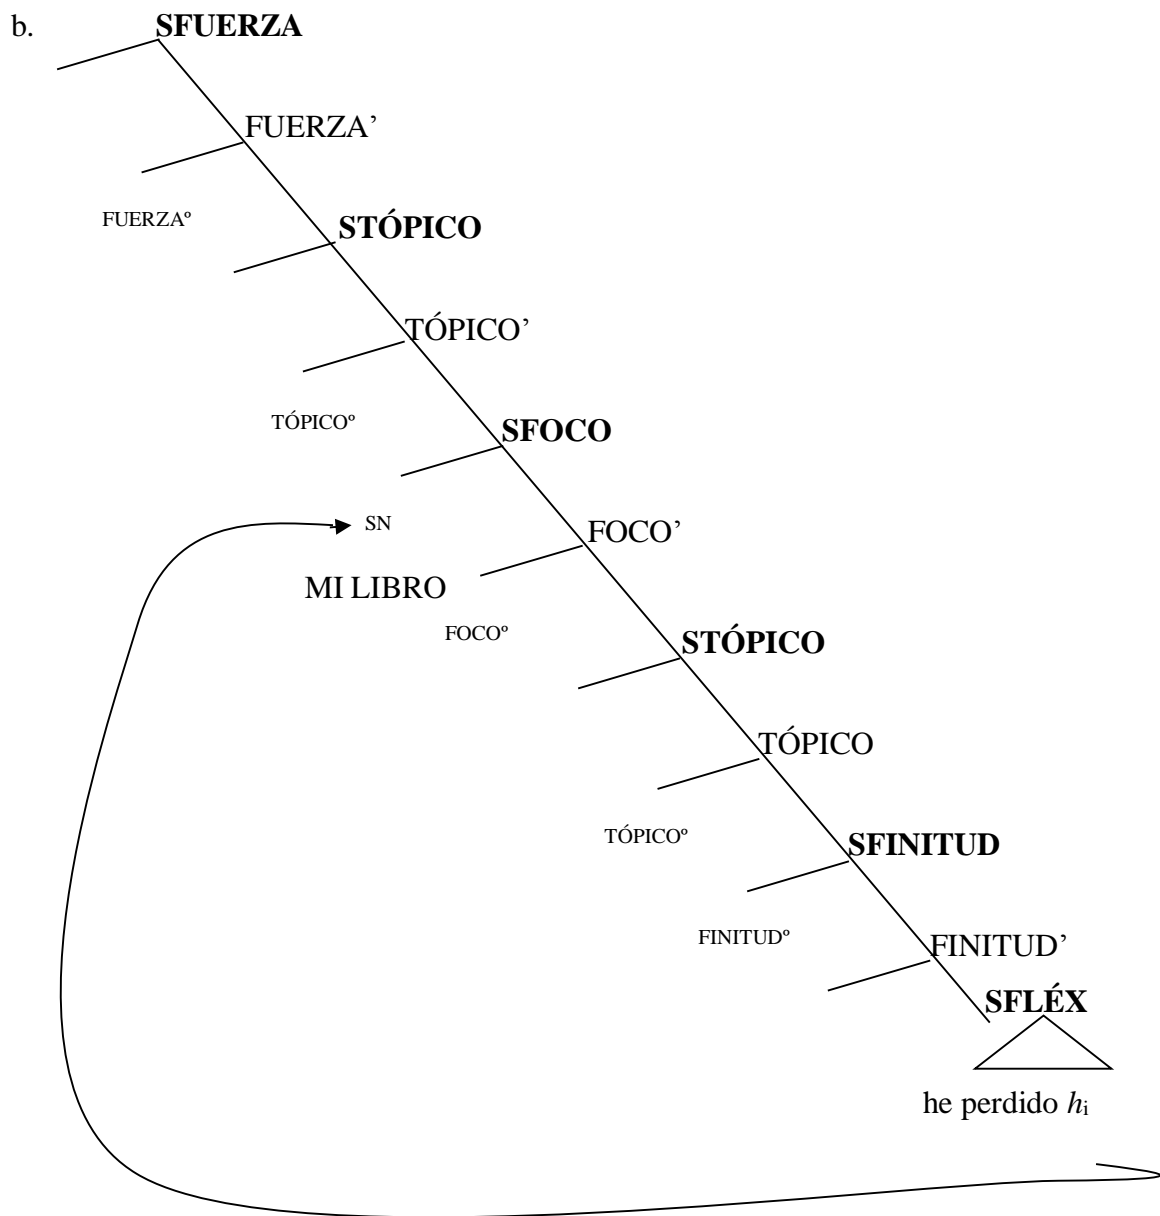 b. SFUERZA
FUERZA’
FUERZAº
STÓPICO
TÓPICO’
TÓPICOº
SFOCO
SN
FOCO’
MI LIBRO
FOCOº
STÓPICO
TÓPICO
TÓPICOº
SFINITUD
FINITUDº
FINITUD’
SFLÉX
he perdido hi